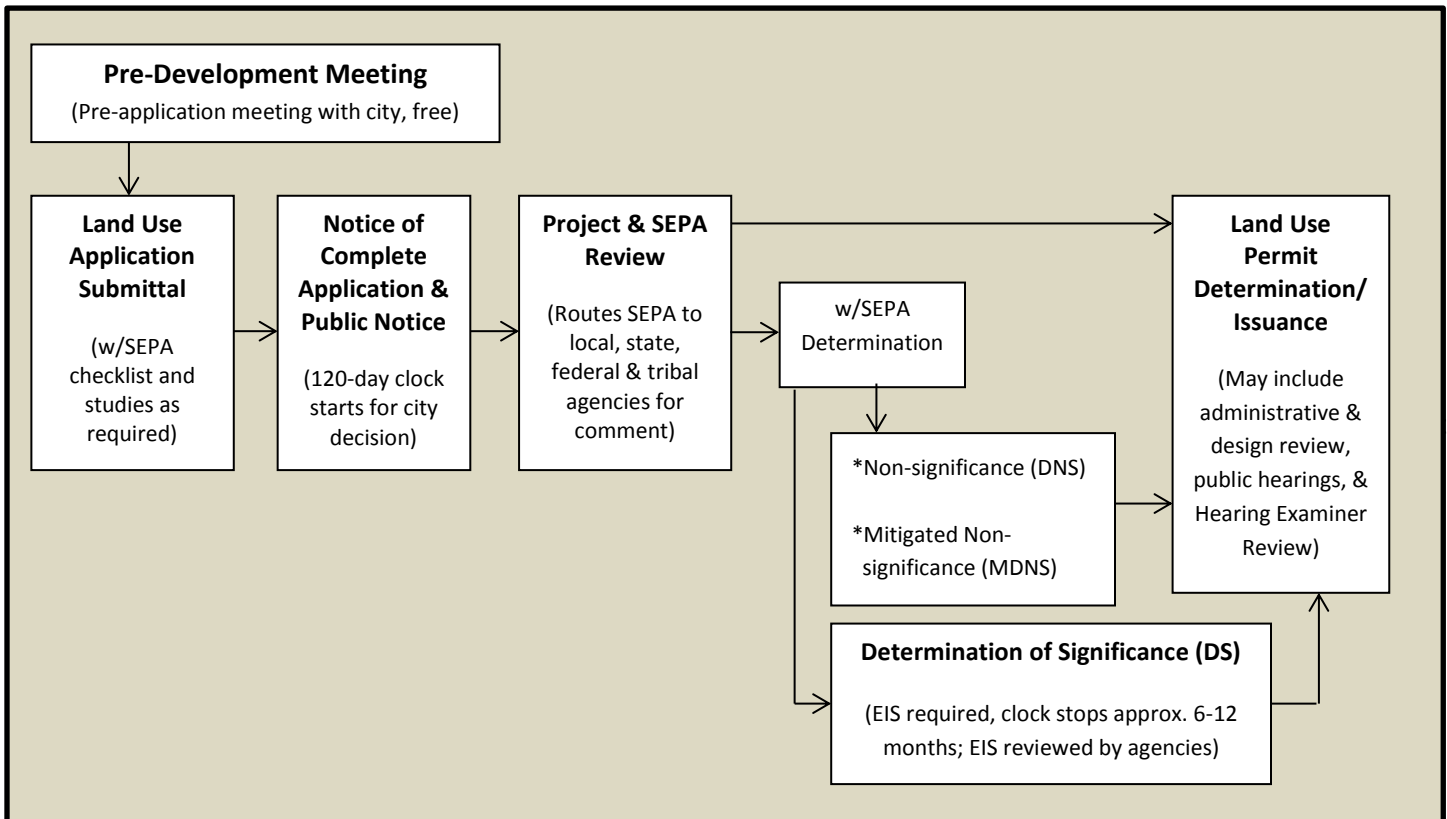 Pre-Development Meeting
(Pre-application meeting with city, free)
Land Use
Application
Submittal
(w/SEPA
checklist and
studies as
required)
Notice of
Complete
Application &
Public Notice
(120-day clock
starts for city
decision)
Project & SEPA
Review
(Routes SEPA to
local, state,
federal & tribal
agencies for
comment)
w/SEPA
Determination
*Non-significance (DNS)
*Mitigated Non-
significance (MDNS)
Determination of Significance (DS)
(EIS required, clock stops approx. 6-12
months; EIS reviewed by agencies)
Land Use
Permit
Determination/
Issuance
(May include
administrative &
design review,
public hearings, &
Hearing Examiner
Review)